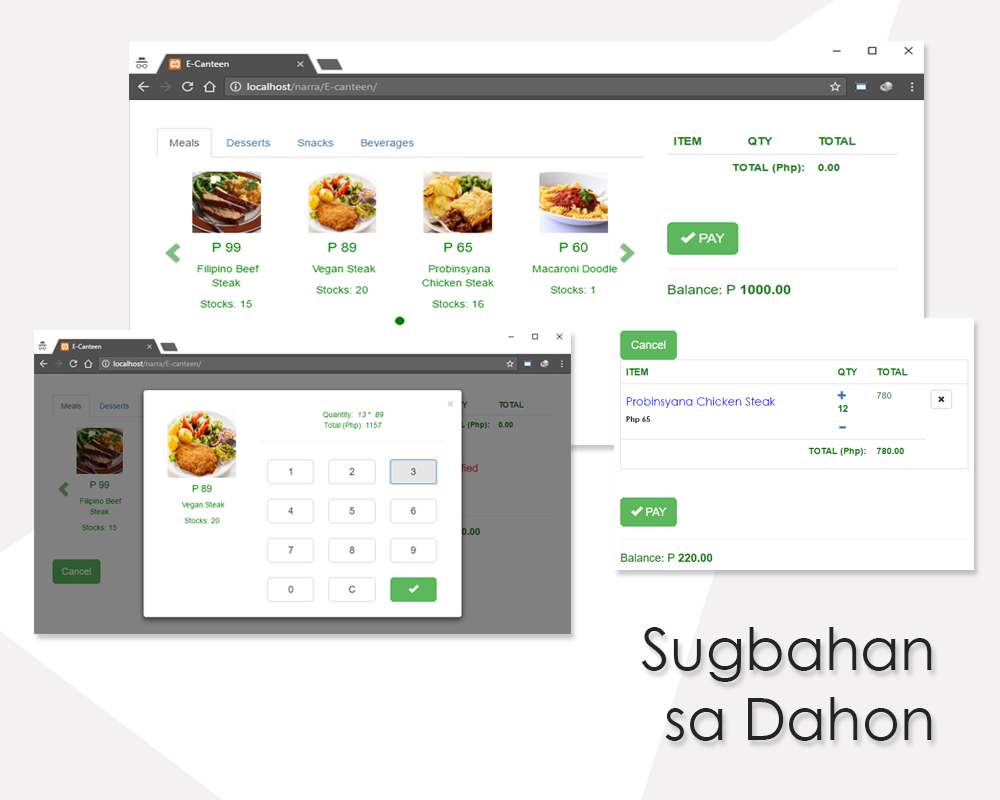 E-Canteen
localhost/narra/E-canteen/
Meals Desserts Snacks Beverages
P 99
Filipino Beef
Steak
Stocks: 15
P 89
Vegan Steak
Stocks: 20
P 65
Probinsyana
Chicken Steak
Stocks: 16
P 60
Macaroni Doodle
Stocks: 1
ITEM QTY TOTAL
TOTAL (Php): 0.00
PAY
Balance: P 1000.00
E-Canteen
localhost/narra/E-canteen/
Meals Desserts
P 99
Filipino Beef
Steak
Stocks: 15
Cancel
P 89
Vegan Steak
Stocks: 20
Quantity: 13 * 89
Total (Php): 1157
1 2 3
4 5 6
7 8 9
0 C
TY TOTAL
L (Php): 0.00
fied
0.00
Cancel
ITEM QTY TOTAL
Probinsyana Chicken Steak 12 780
Php 65
TOTAL (Php): 780.00
PAY
Balance: P 220.00
Sugbahan
sa Dahon